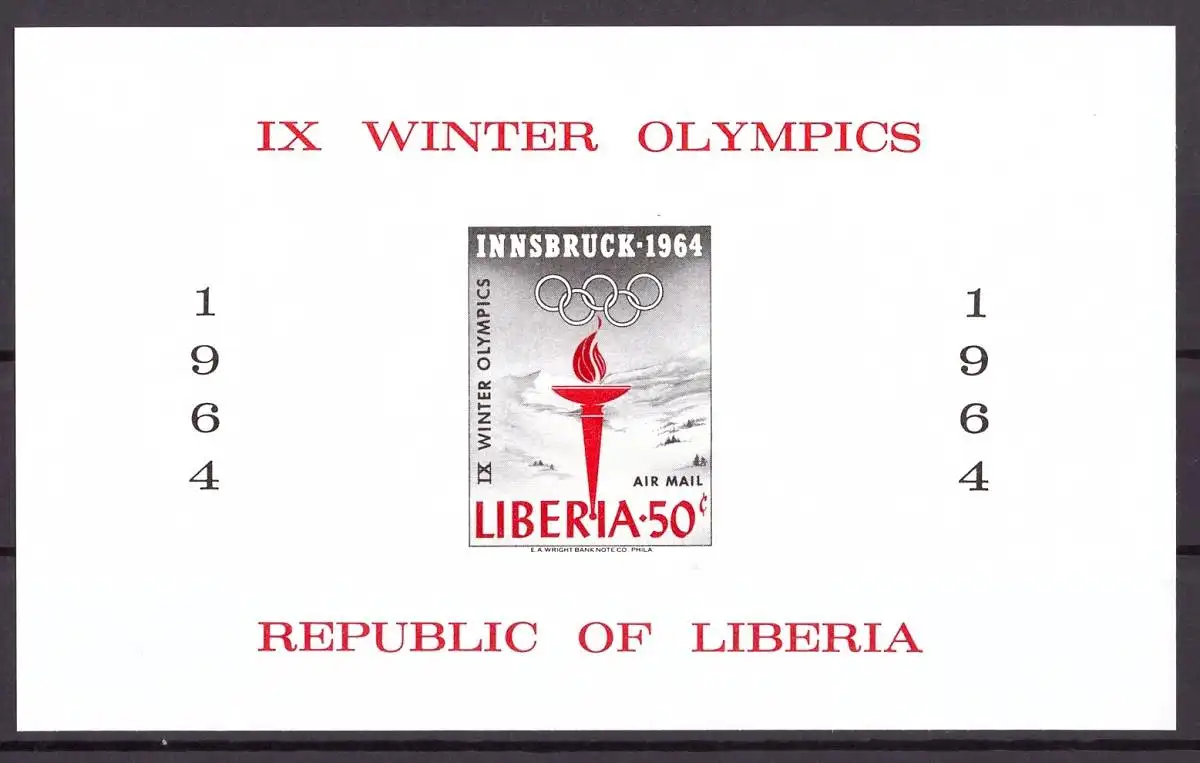 IX WINTER OLYMPICS
1
9
6
4
INNSBRUCK·1964
IX WINTER OLYMPICS
AIR MAIL
LIBERIA·50¢
E. A. WRIGHT BANK NOTE CO. PHILA.
1
9
6
4
REPUBLIC OF LIBERIA